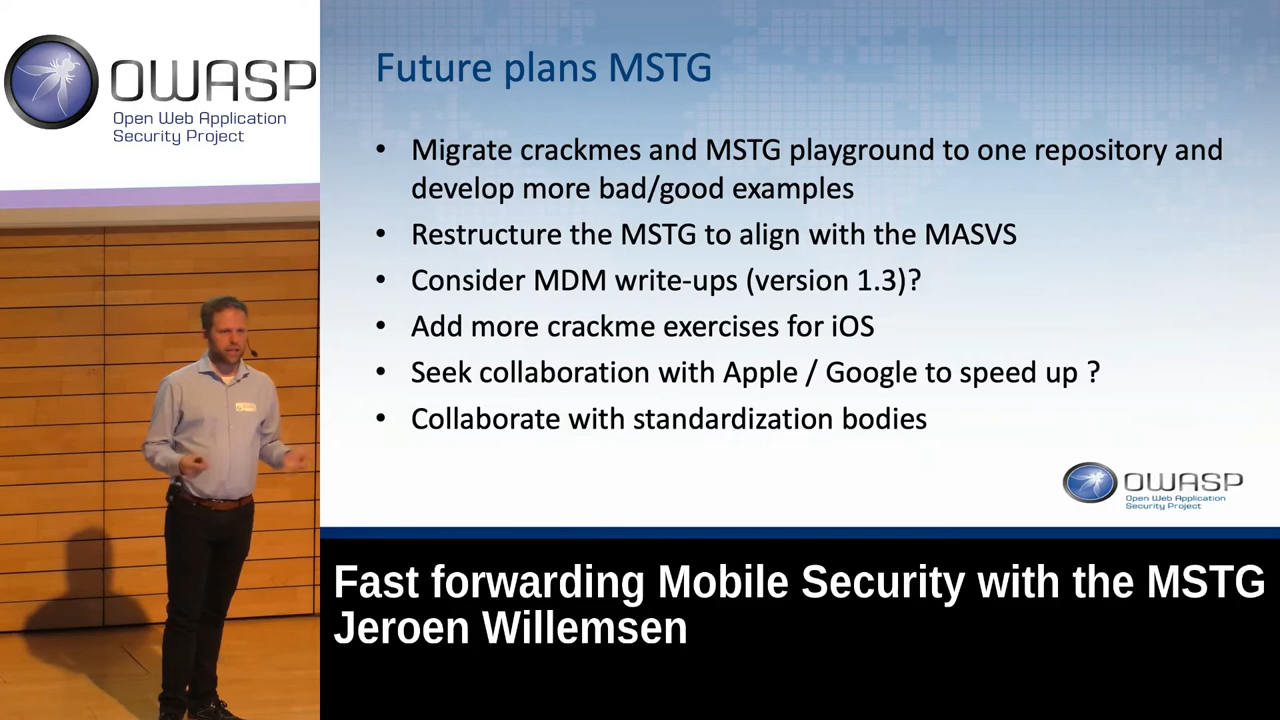 OWASP
Open Web Application
Security Project
Future plans MSTG
• Migrate crackmes and MSTG playground to one repository and
develop more bad/good examples
• Restructure the MSTG to align with the MASVS
• Consider MDM write-ups (version 1.3)?
• Add more crackme exercises for iOS
• Seek collaboration with Apple / Google to speed up ?
• Collaborate with standardization bodies
OWASP
Open Web Application
Security Project
Fast forwarding Mobile Security with the MSTG
Jeroen Willemsen